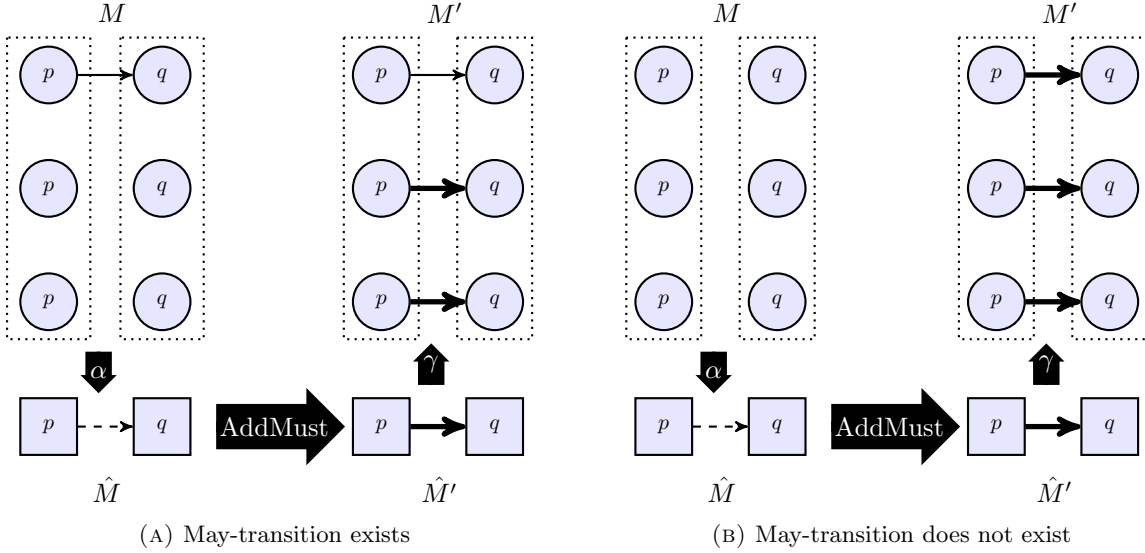 M M′ M M′
p q p q p q p q
p q p q p q p q
p q p q p q p q
α γ α γ
p q AddMust p q p q AddMust p q
M̂ M̂′ M̂ M̂′
(A) May-transition exists (B) May-transition does not exist